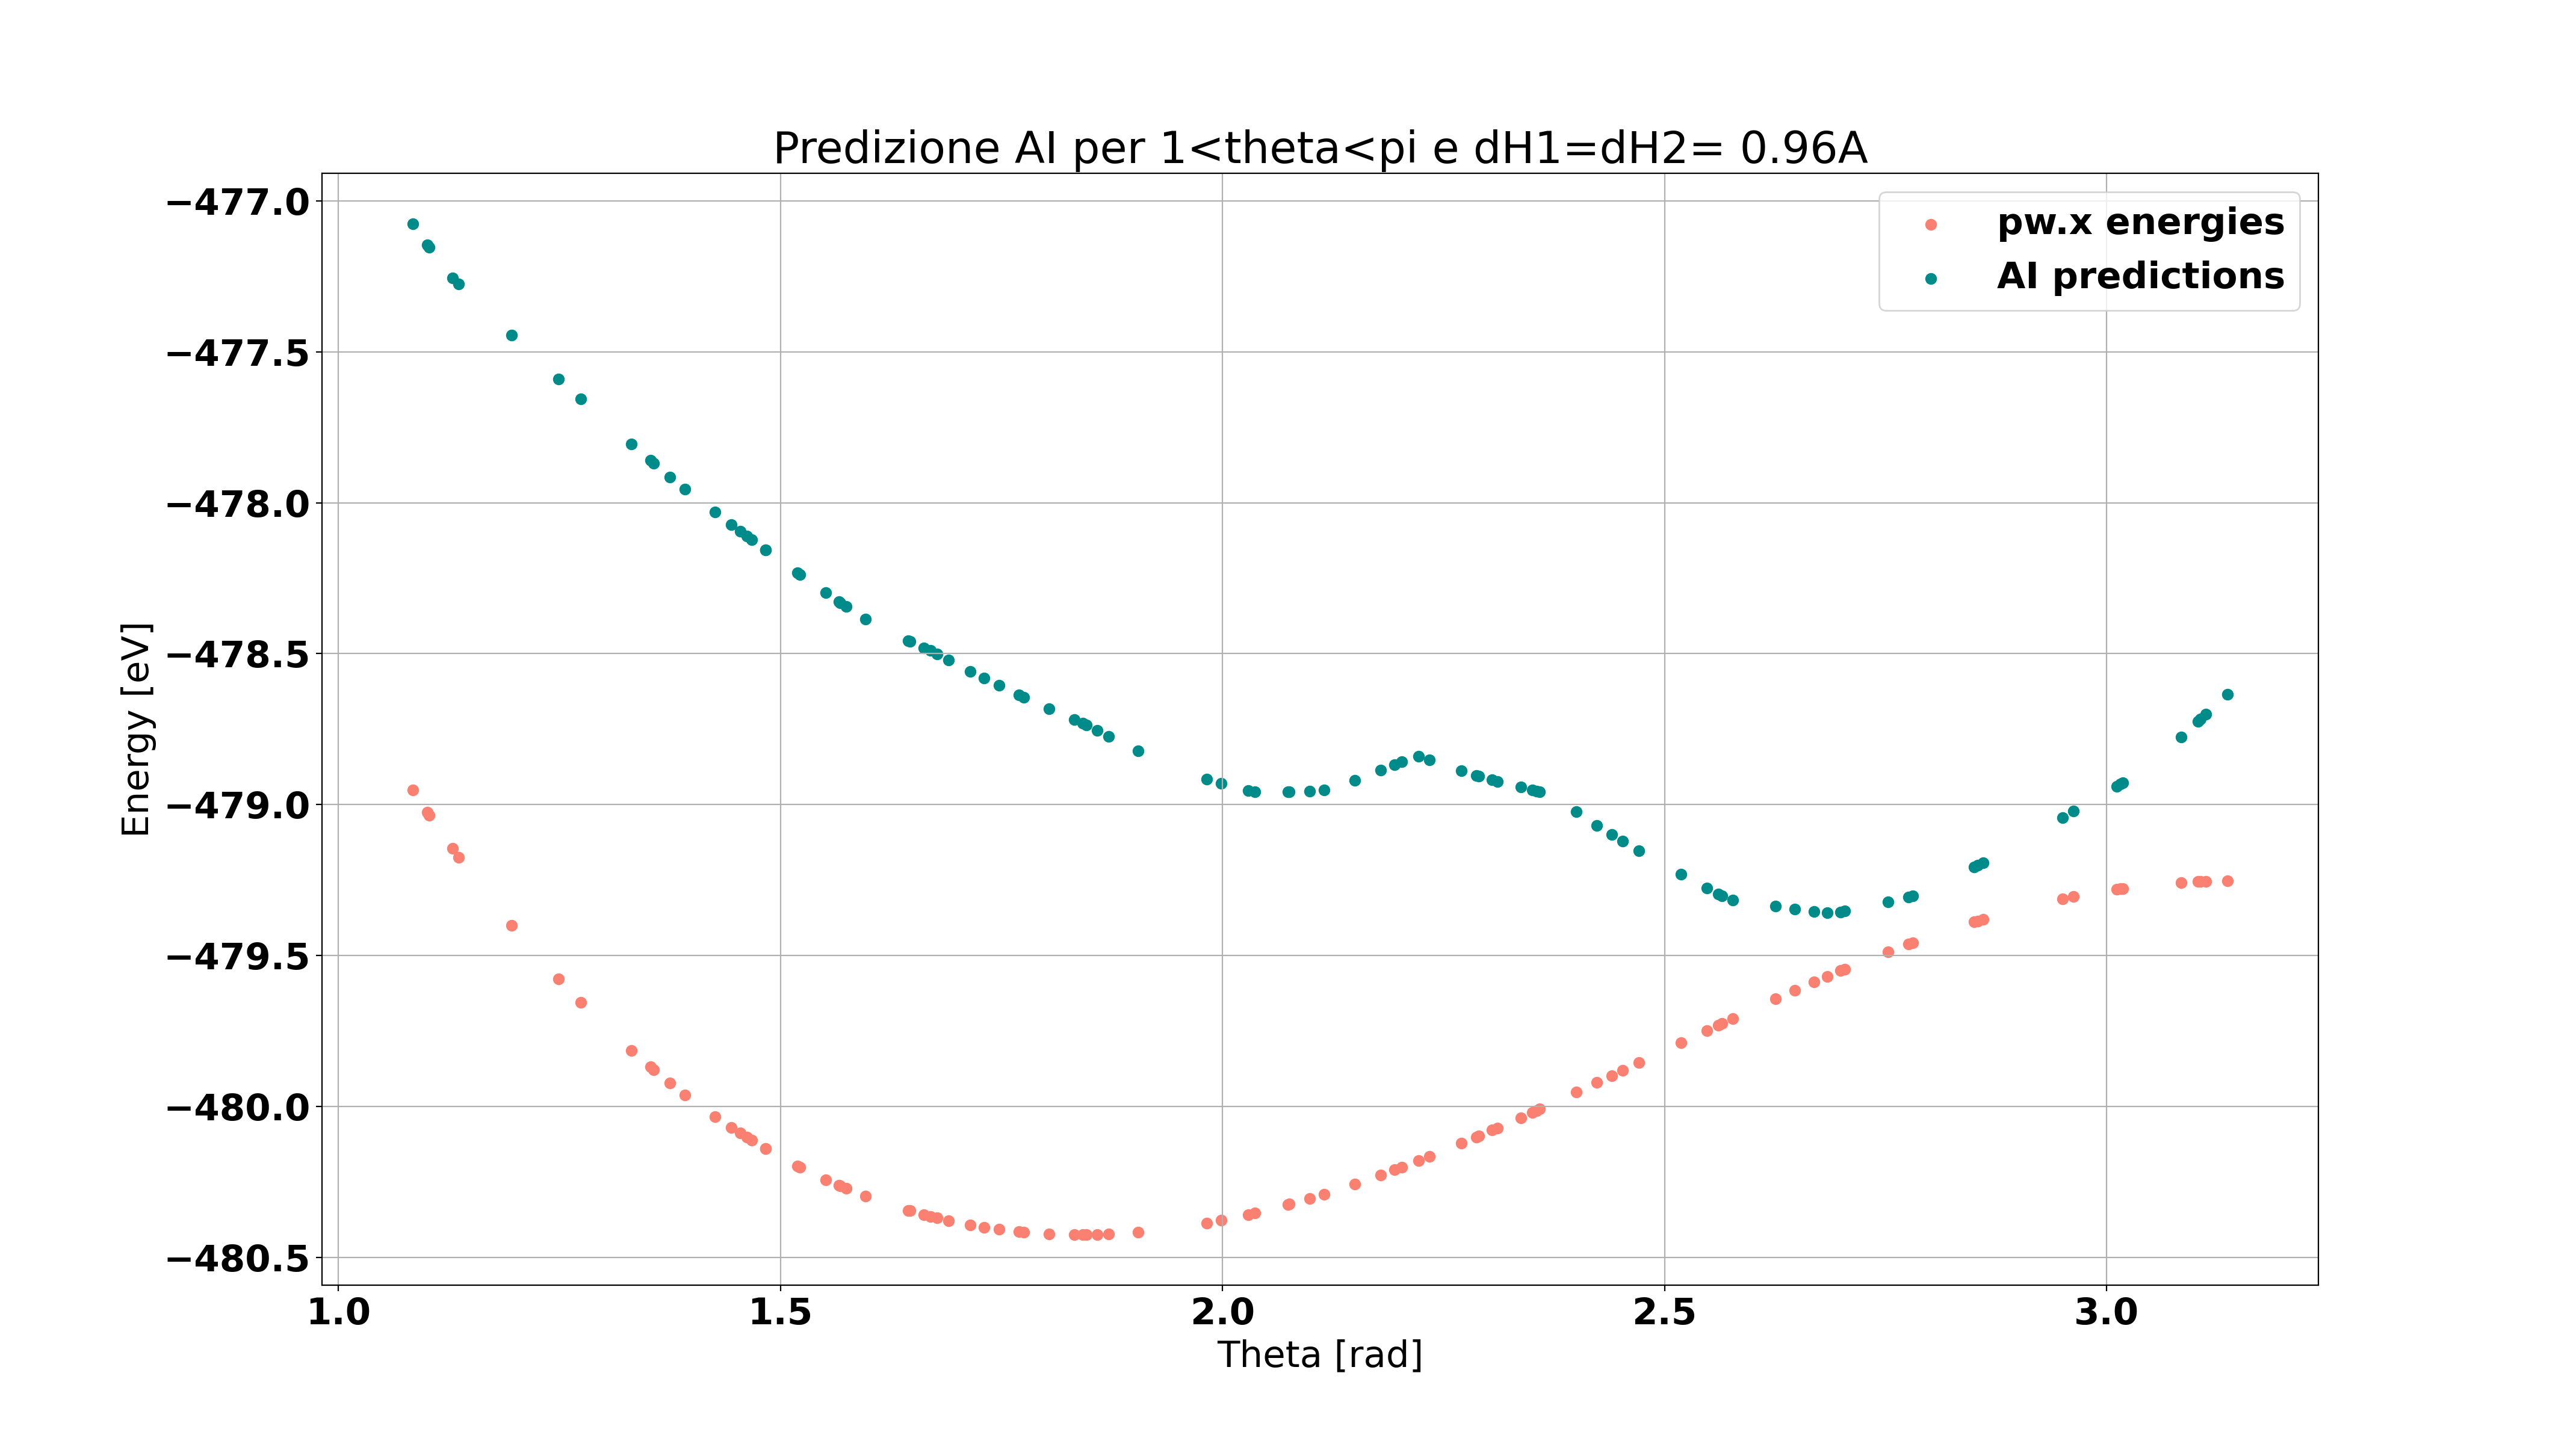 Predizione AI per 1<theta<pi e dH1=dH2= 0.96A
pw.x energies
AI predictions
Energy [eV]
−477.0
−477.5
−478.0
−478.5
−479.0
−479.5
−480.0
−480.5
1.0 1.5 2.0 2.5 3.0
Theta [rad]